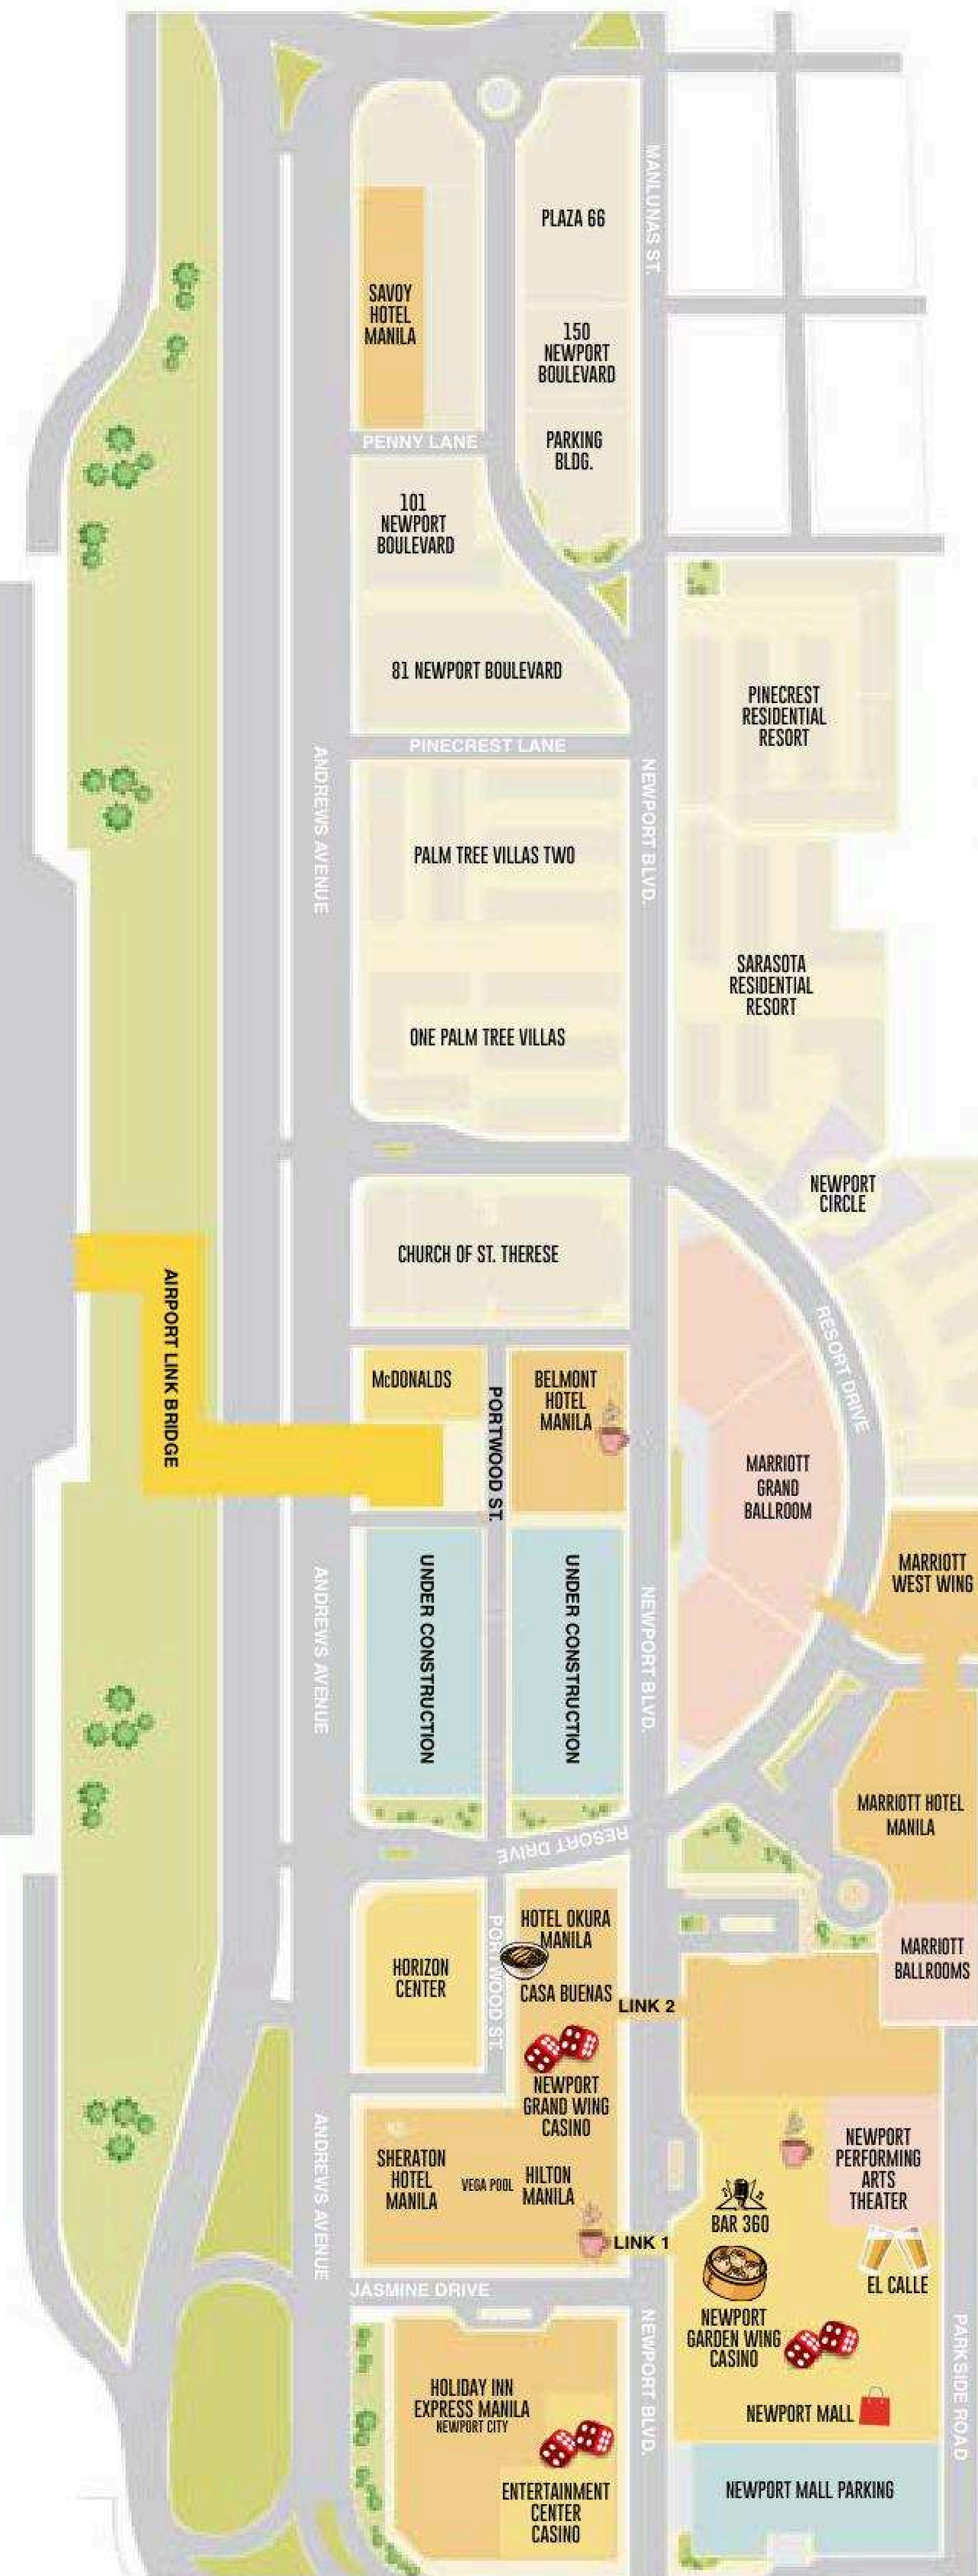 MANLUNAS ST.
PLAZA 66
SAVOY
HOTEL
MANILA
150
NEWPORT
BOULEVARD
PENNY LANE
PARKING
BLDG.
101
NEWPORT
BOULEVARD
81 NEWPORT BOULEVARD
PINECREST
RESIDENTIAL
RESORT
PINECREST LANE
ANDREWS AVENUE
NEWPORT BLVD.
PALM TREE VILLAS TWO
SARASOTA
RESIDENTIAL
RESORT
ONE PALM TREE VILLAS
NEWPORT
CIRCLE
CHURCH OF ST. THERESE
AIRPORT LINK BRIDGE
RESORT DRIVE
McDONALDS
PORTWOOD ST.
BELMONT
HOTEL
MANILA
MARRIOTT
GRAND
BALLROOM
MARRIOTT
WEST WING
ANDREWS AVENUE
UNDER CONSTRUCTION
UNDER CONSTRUCTION
NEWPORT BLVD.
MARRIOTT HOTEL
MANILA
RESORT DRIVE
HORIZON
CENTER
PORTWOOD ST.
HOTEL OKURA
MANILA
CASA BUENAS
LINK 2
MARRIOTT
BALLROOMS
NEWPORT
GRAND WING
CASINO
ANDREWS AVENUE
SHERATON
HOTEL
MANILA
VEGA POOL
HILTON
MANILA
NEWPORT
PERFORMING
ARTS
THEATER
BAR 360
LINK 1
EL CALLE
JASMINE DRIVE
NEWPORT
GARDEN WING
CASINO
NEWPORT BLVD.
PARKSIDE ROAD
HOLIDAY INN
EXPRESS MANILA
NEWPORT CITY
NEWPORT MALL
ENTERTAINMENT
CENTER
CASINO
NEWPORT MALL PARKING